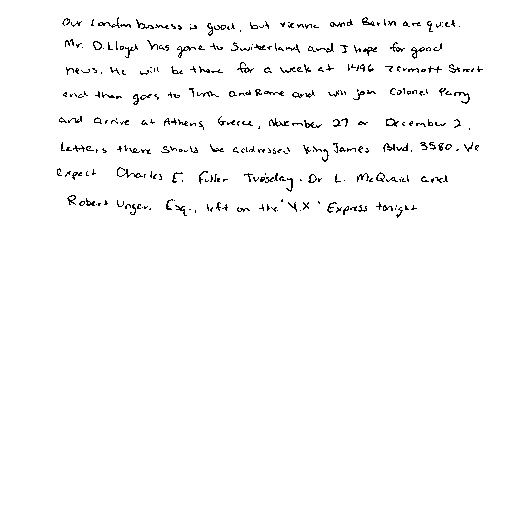 Our London business is good, but Vienna and Berlin are quiet.
Mr. D. Lloyd has gone to Switzerland and I hope for good
news. He will be there for a week at 1496 Zermott Street
and then goes to Turin and Rome and will join Colonel Parry
and arrive at Athens, Greece, November 27 or December 2.
Letters there should be addressed King James Blvd. 3580. We
expect Charles E. Fuller Tuesday. Dr L. McQuaid and
Robert Unger, Esq., left on the "Y.X" Express tonight